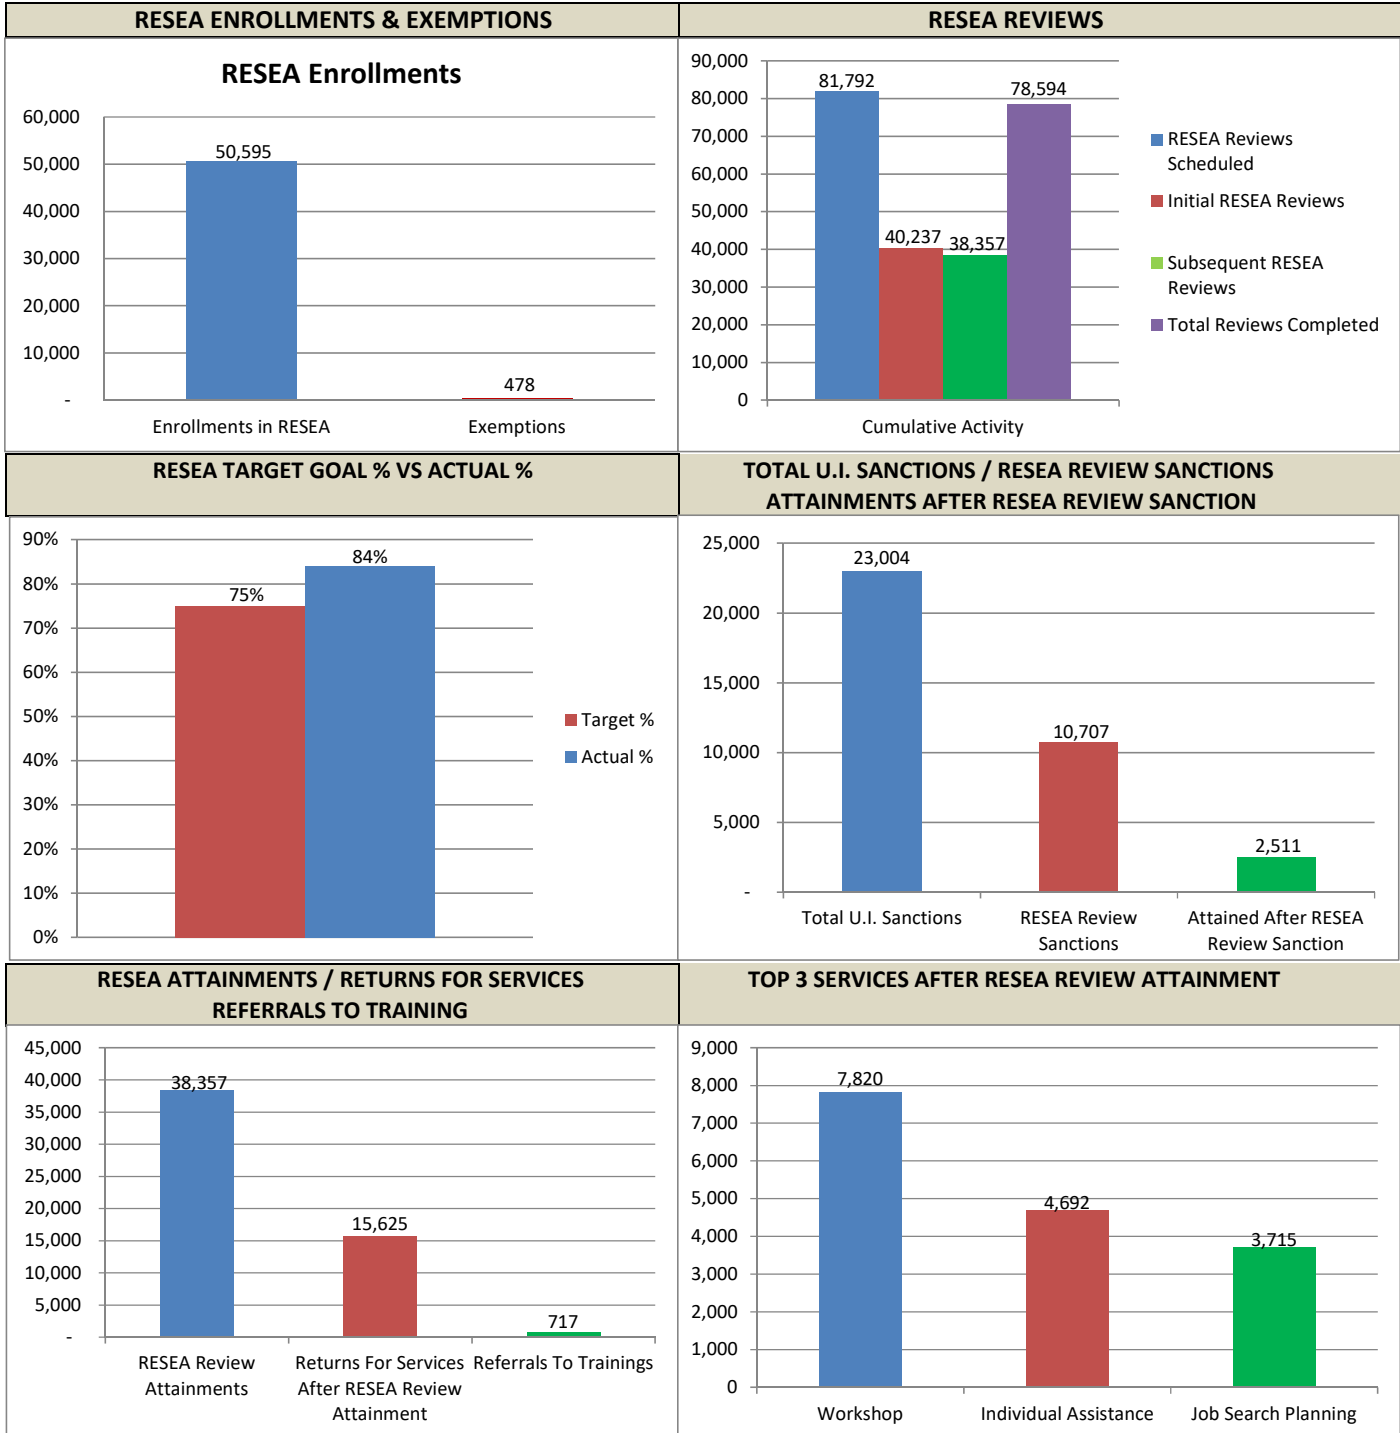 RESEA ENROLLMENTS & EXEMPTIONS
RESEA Enrollments
60,000
50,000
40,000
30,000
20,000
10,000
-
50,595
478
Enrollments in RESEA
Exemptions
RESEA REVIEWS
90,000
80,000
70,000
60,000
50,000
40,000
30,000
20,000
10,000
0
81,792
40,237
38,357
78,594
Cumulative Activity
RESEA Reviews
Scheduled
Initial RESEA Reviews
Subsequent RESEA
Reviews
Total Reviews Completed
RESEA TARGET GOAL % VS ACTUAL %
90%
80%
70%
60%
50%
40%
30%
20%
10%
0%
75%
84%
Target %
Actual %
TOTAL U.I. SANCTIONS / RESEA REVIEW SANCTIONS
ATTAINMENTS AFTER RESEA REVIEW SANCTION
25,000
20,000
15,000
10,000
5,000
-
23,004
10,707
2,511
Total U.I. Sanctions
RESEA Review
Sanctions
Attained After RESEA
Review Sanction
RESEA ATTAINMENTS / RETURNS FOR SERVICES
REFERRALS TO TRAINING
45,000
40,000
35,000
30,000
25,000
20,000
15,000
10,000
5,000
-
38,357
15,625
717
RESEA Review
Attainments
Returns For Services
After RESEA Review
Attainment
Referrals To Trainings
TOP 3 SERVICES AFTER RESEA REVIEW ATTAINMENT
9,000
8,000
7,000
6,000
5,000
4,000
3,000
2,000
1,000
0
7,820
4,692
3,715
Workshop
Individual Assistance
Job Search Planning